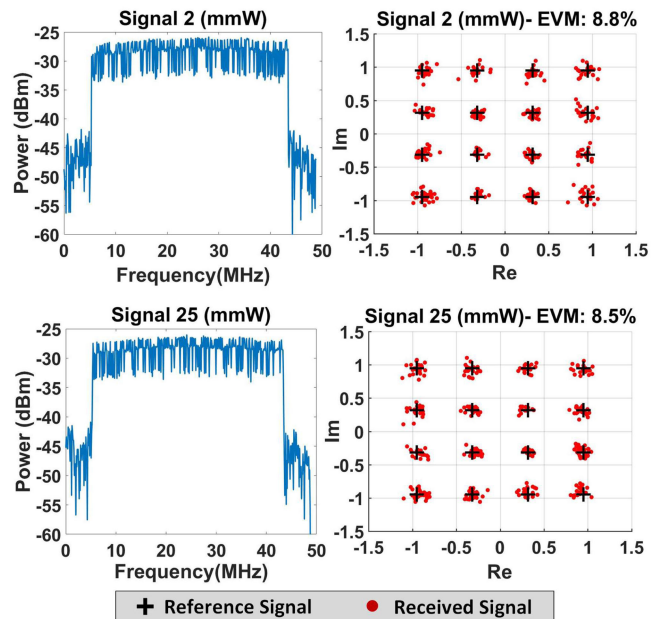 Signal 2 (mmW)
Power (dBm)
-25
-30
-35
-40
-45
-50
-55
-60
0 10 20 30 40 50
Frequency(MHz)
Signal 2 (mmW)- EVM: 8.8%
Im
1.5
1
0.5
0
-0.5
-1
-1.5
-1.5 -1 -0.5 0 0.5 1 1.5
Re
Signal 25 (mmW)
Power (dBm)
-25
-30
-35
-40
-45
-50
-55
-60
0 10 20 30 40 50
Frequency(MHz)
Signal 25 (mmW)- EVM: 8.5%
Im
1.5
1
0.5
0
-0.5
-1
-1.5
-1.5 -1 -0.5 0 0.5 1 1.5
Re
Reference Signal Received Signal